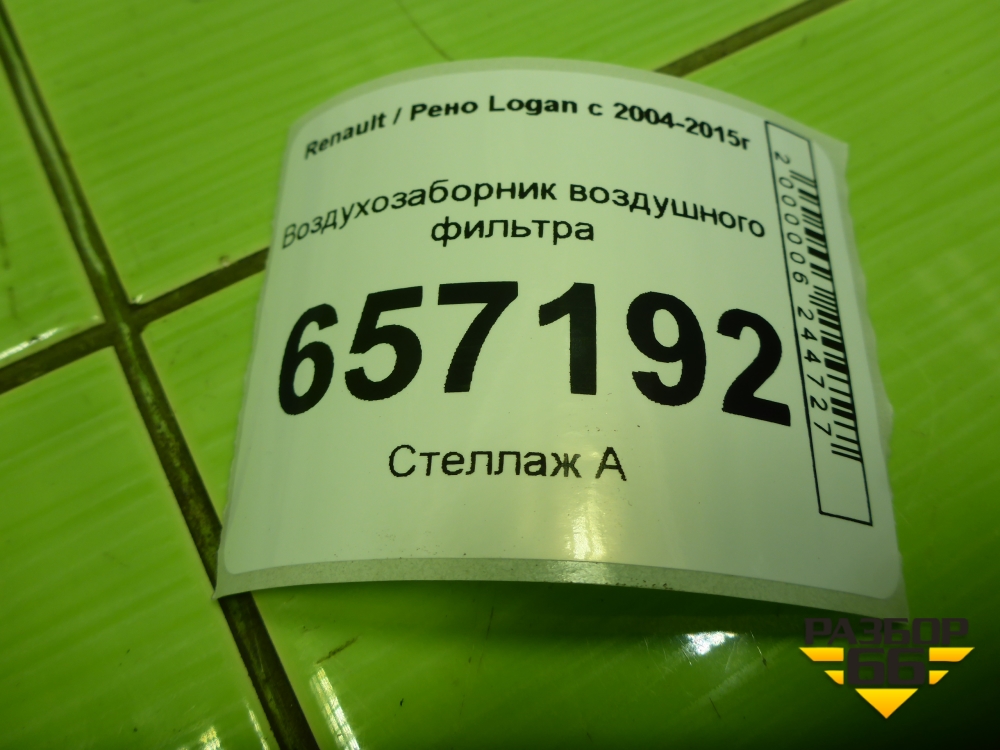 Renault / Рено Logan с 2004-2015г
Воздухозаборник воздушного
фильтра
657192
Стеллаж А
2000006244727
РАЗБОР
66